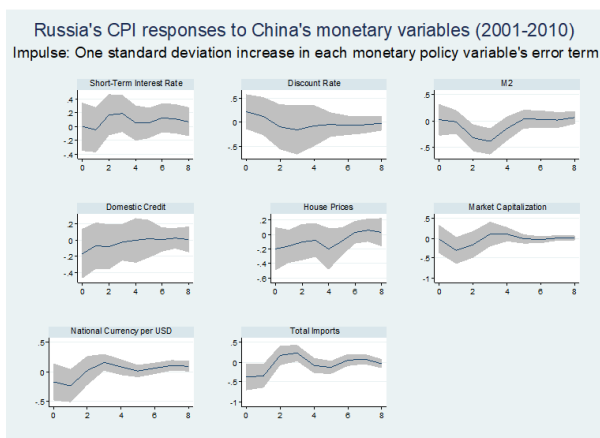 Russia's CPI responses to China's monetary variables (2001-2010)
Impulse: One standard deviation increase in each monetary policy variable's error term
Short-Term Interest Rate
.4
.2
0
-.2
-.4
0 2 4 6 8
Discount Rate
.5
0
-.5
0 2 4 6 8
M2
.5
0
-.5
0 2 4 6 8
Domestic Credit
.2
0
-.2
-.4
0 2 4 6 8
House Prices
.2
0
-.2
-.4
-.6
0 2 4 6 8
Market Capitalization
.5
0
-.5
-1
0 2 4 6 8
National Currency per USD
.5
0
-.5
0 2 4 6 8
Total Imports
.5
0
-.5
-1
0 2 4 6 8